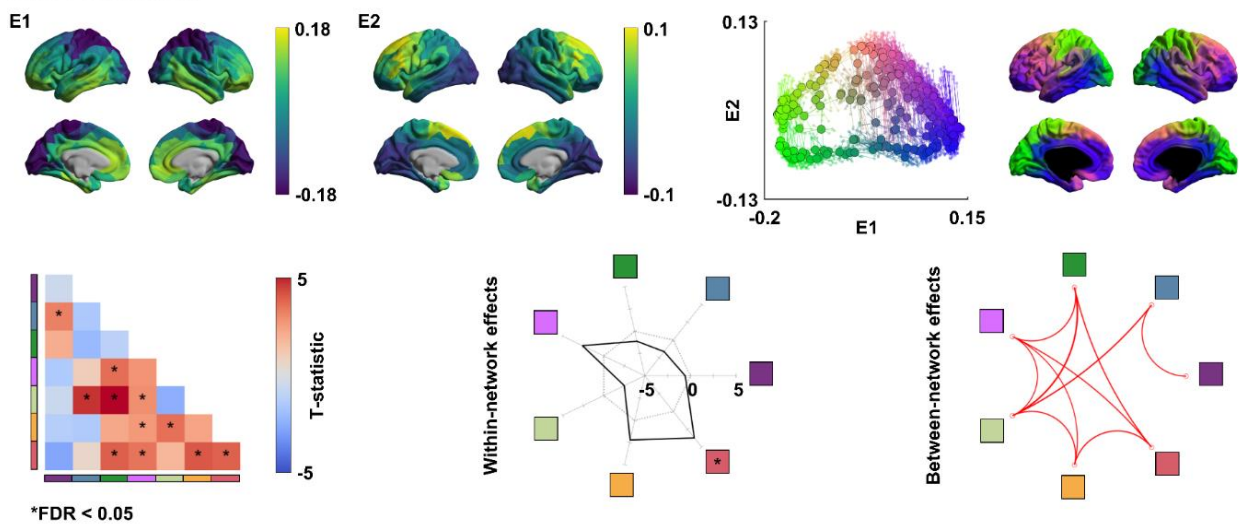 E1
0.18
-0.18
E2
0.1
-0.1
0.13
E2
-0.13
-0.2
0.15
E1
5
T-statistic
-5
*
* *
* * *
* *
* * * *
*FDR < 0.05
Within-network effects
-5 0 5
*
Between-network effects